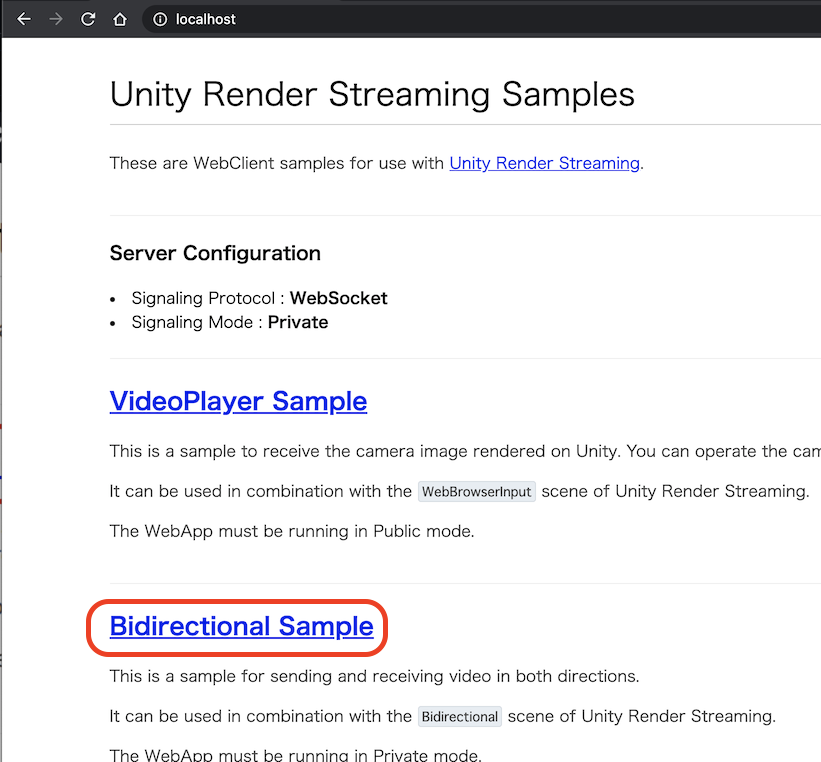 localhost
Unity Render Streaming Samples
These are WebClient samples for use with Unity Render Streaming.
Server Configuration
• Signaling Protocol : WebSocket
• Signaling Mode : Private
VideoPlayer Sample
This is a sample to receive the camera image rendered on Unity. You can operate the cam
It can be used in combination with the WebBrowserInput scene of Unity Render Streaming.
The WebApp must be running in Public mode.
Bidirectional Sample
This is a sample for sending and receiving video in both directions.
It can be used in combination with the Bidirectional scene of Unity Render Streaming.
The WebApp must be running in Private mode.